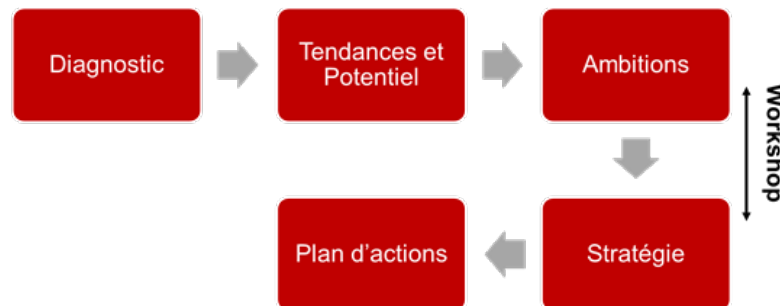 Diagnostic
Tendances et
Potentiel
Ambitions
Workshop
Plan d'actions
Stratégie